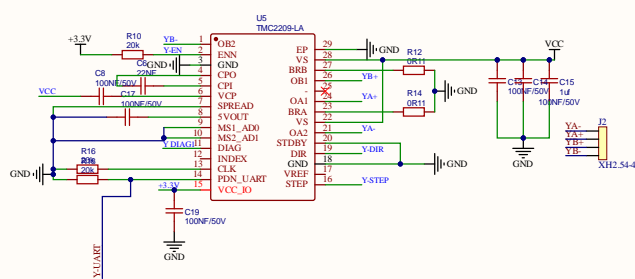 U5
TMC2209-LA
+3.3V
R10
20k
YB-
Y-EN
GND
C6
22NF
C8
100NF/50V
VCC
C17
100NF/50V
Y DIAG1
R16
20k
20k
GND
+3.3V
C19
100NF/50V
GND
Y-UART
1 OB2
2 ENN
3 GND
4 CPO
5 CPI
6 VCP
7 SPREAD
8 5VOUT
9 MS1_AD0
10 MS2_AD1
11 DIAG
12 INDEX
13 CLK
14 PDN_UART
15 VCC_IO
EP 29
VS 28
BRB 27
OB1 26
- 25
OA1 24
BRA 23
VS 22
OA2 21
STDBY 20
DIR 19
GND 18
VREF 17
STEP 16
GND
R12
0R11
YB+
YA+
R14
0R11
GND
YA-
Y-DIR
GND
Y-STEP
VCC
C13
100NF/50V
C14
100NF/50V
C15
1uf
GND
J2
YA-
YA+
YB+
YB-
XH2.54-4